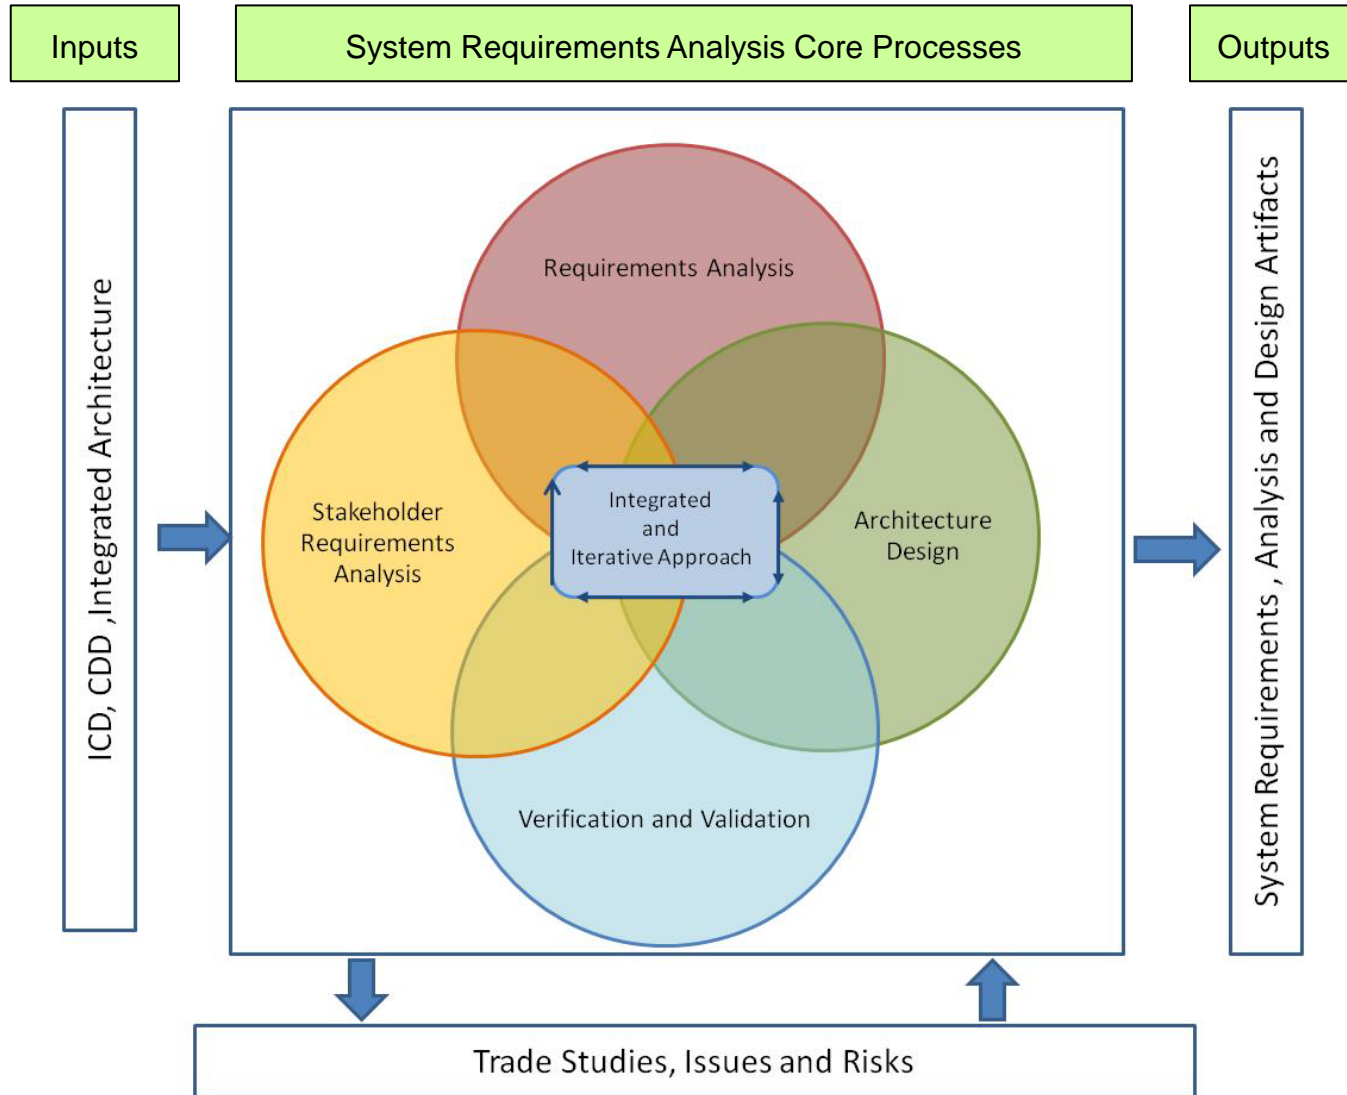 Inputs
System Requirements Analysis Core Processes
Outputs
ICD, CDD ,Integrated Architecture
Requirements Analysis
Stakeholder
Requirements
Analysis
Integrated
and
Iterative Approach
Architecture
Design
Verification and Validation
System Requirements , Analysis and Design Artifacts
Trade Studies, Issues and Risks